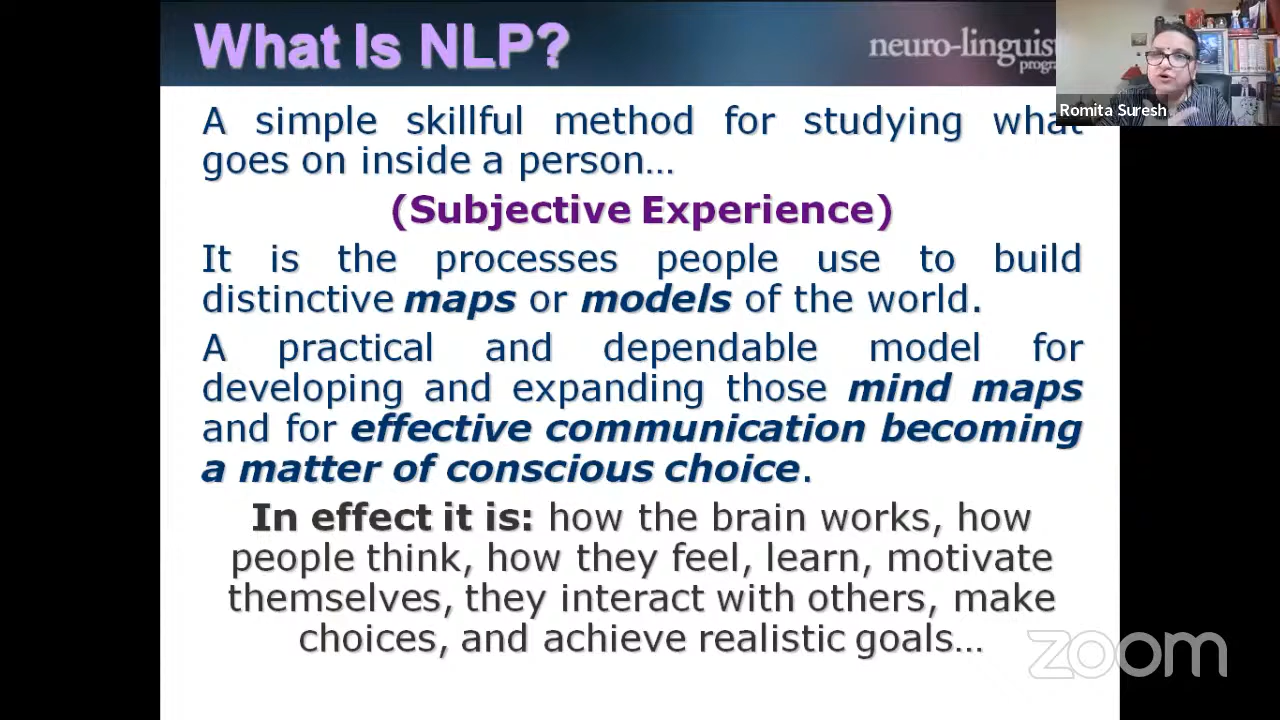 What Is NLP?
neuro-linguist
progra
Romita Suresh
A simple skillful method for studying what
goes on inside a person...
(Subjective Experience)
It is the processes people use to build
distinctive maps or models of the world.
A practical and dependable model for
developing and expanding those mind maps
and for effective communication becoming
a matter of conscious choice.
In effect it is: how the brain works, how
people think, how they feel, learn, motivate
themselves, they interact with others, make
choices, and achieve realistic goals...
zoom